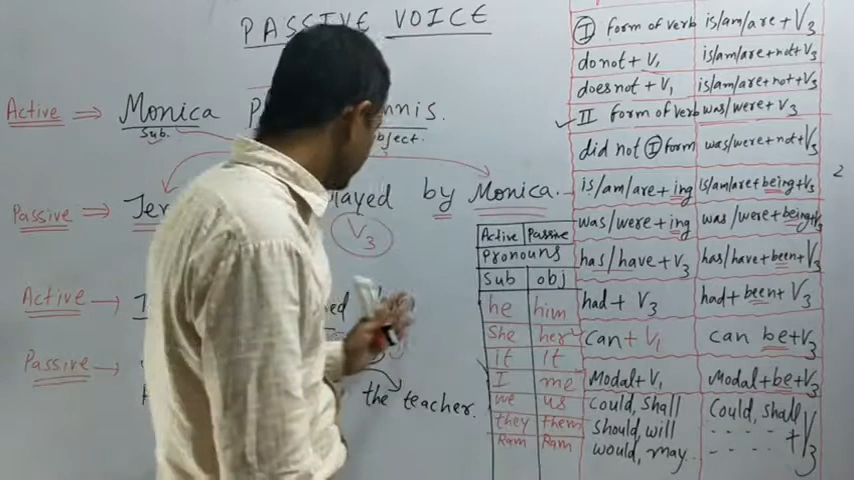 PASSIVE VOICE
Active ⇒ Monica
Sub.
Passive ⇒ played by Monica.
V3
Active →
Passive →
the teacher.
I form of verb is/am/are + V3
do not + V1 is/am/are + not + V3
does not + V1 is/am/are + not + V3
II form of verb was/were + V3
did not I form was/were + not + V3
is/am/are + ing is/am/are + being + V3
was/were + ing was/were + being + V3
has/have + V3 has/have + been + V3
had + V3 had + been + V3
can + V1 can be + V3
Modal + V1 Modal + be + V3
Could, shall Could, shall
should, will
would, may. + V3
2
Active Passive
Pronouns
Sub obj
he him
She her
it it
I me
we us
they them
Ram Ram